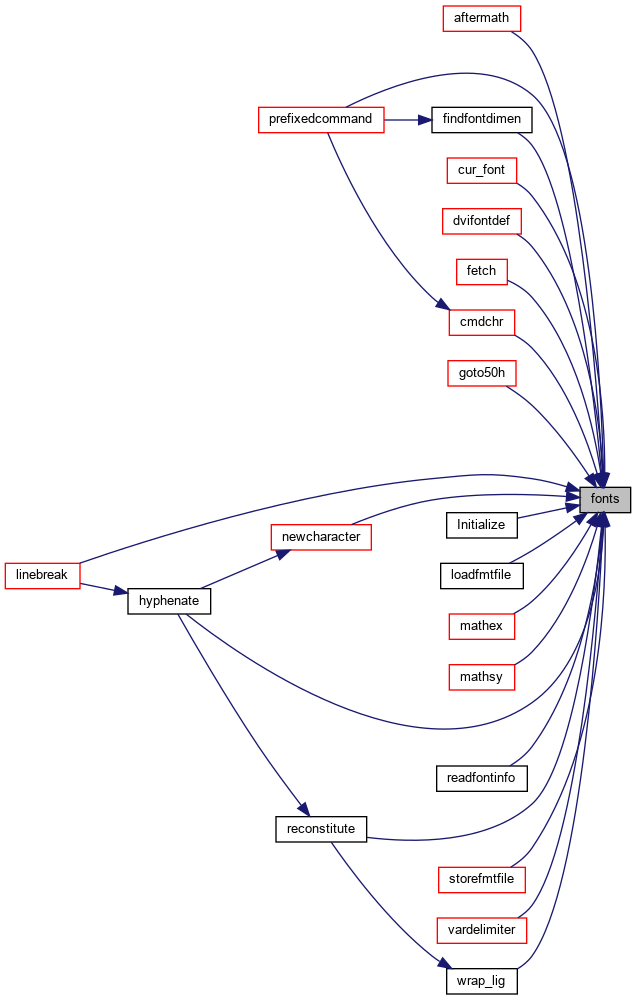 aftermath
prefixedcommand
findfontdimen
cur_font
dvifontdef
fetch
cmdchr
goto50h
fonts
Initialize
newcharacter
linebreak
loadfmtfile
hyphenate
mathex
mathsy
readfontinfo
reconstitute
storefmtfile
vardelimiter
wrap_lig